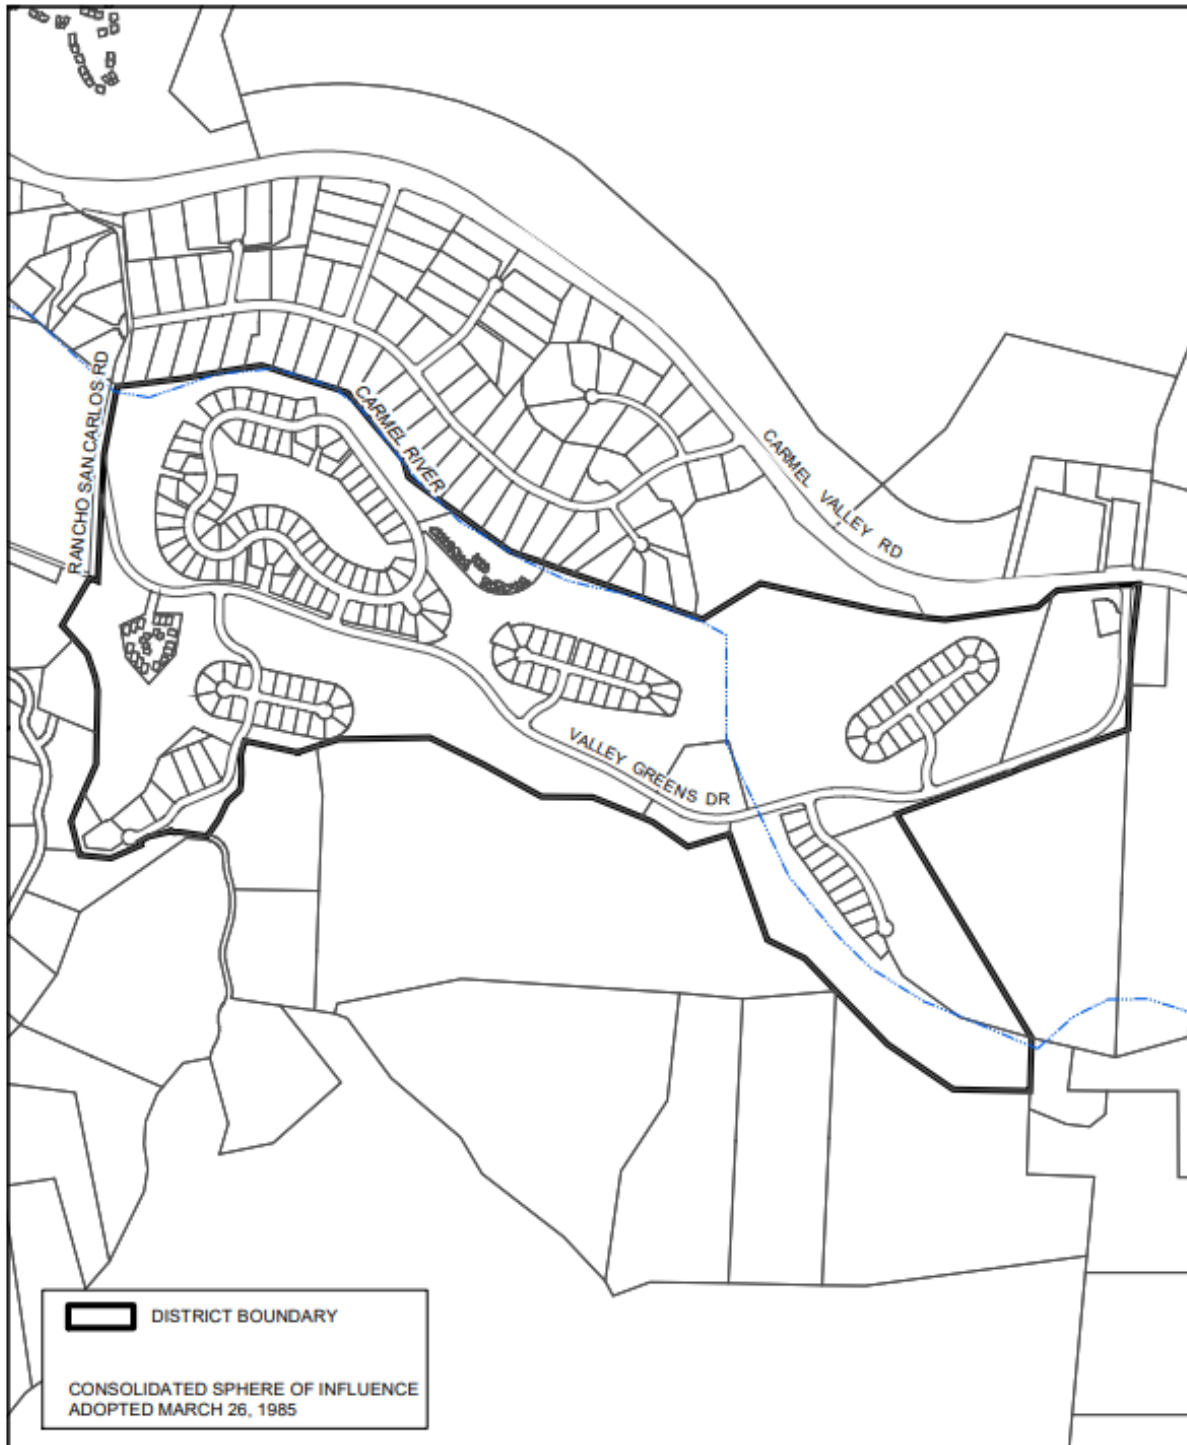 RANCHO SAN CARLOS RD
CARMEL RIVER
CARMEL VALLEY RD
VALLEY GREENS DR
DISTRICT BOUNDARY
CONSOLIDATED SPHERE OF INFLUENCE
ADOPTED MARCH 26, 1985